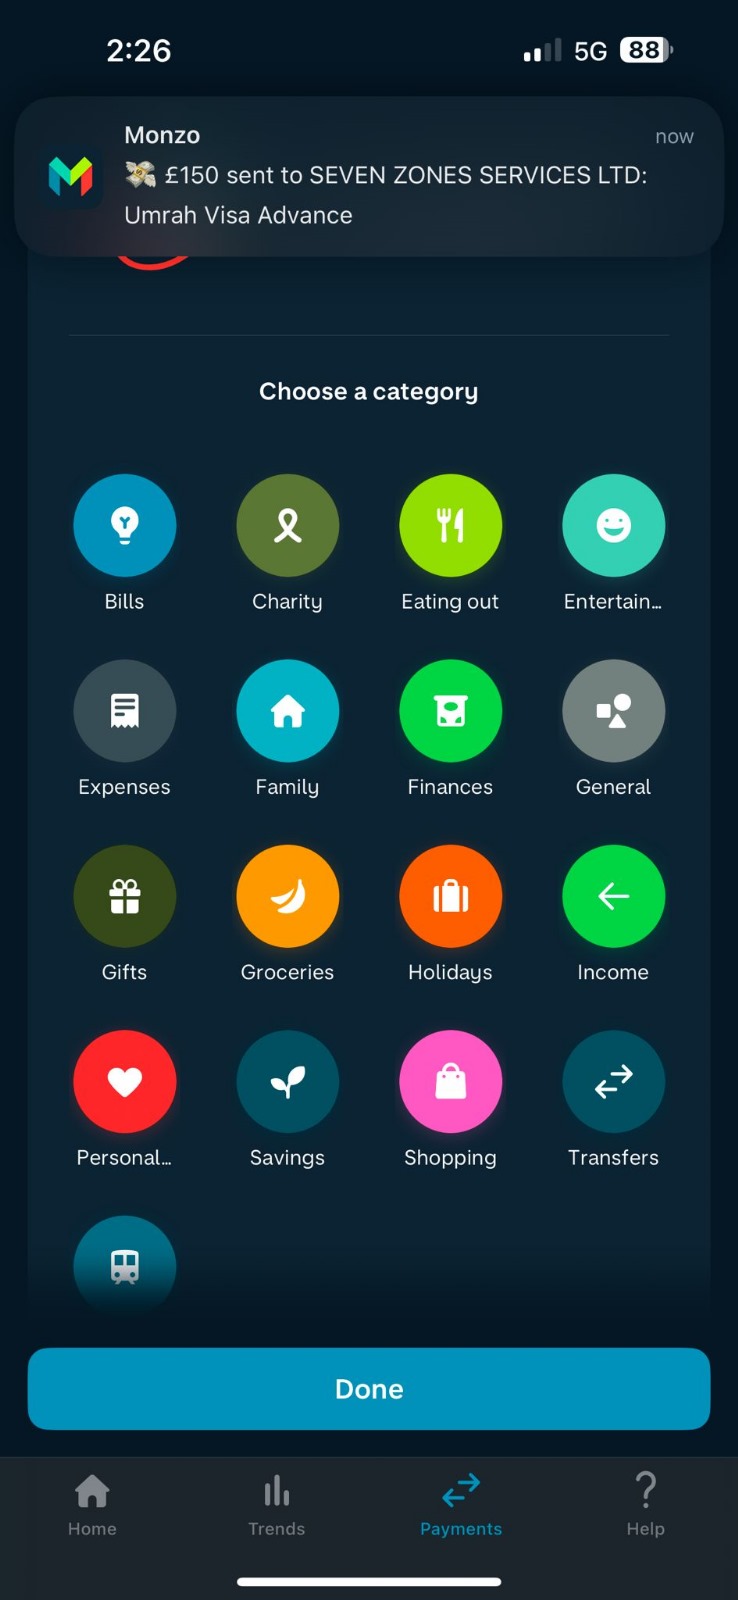 2:26
5G 88
Monzo
now
💸 £150 sent to SEVEN ZONES SERVICES LTD:
Umrah Visa Advance
Choose a category
Bills Charity Eating out Entertain...
Expenses Family Finances General
Gifts Groceries Holidays Income
Personal... Savings Shopping Transfers
Done
Home Trends Payments Help